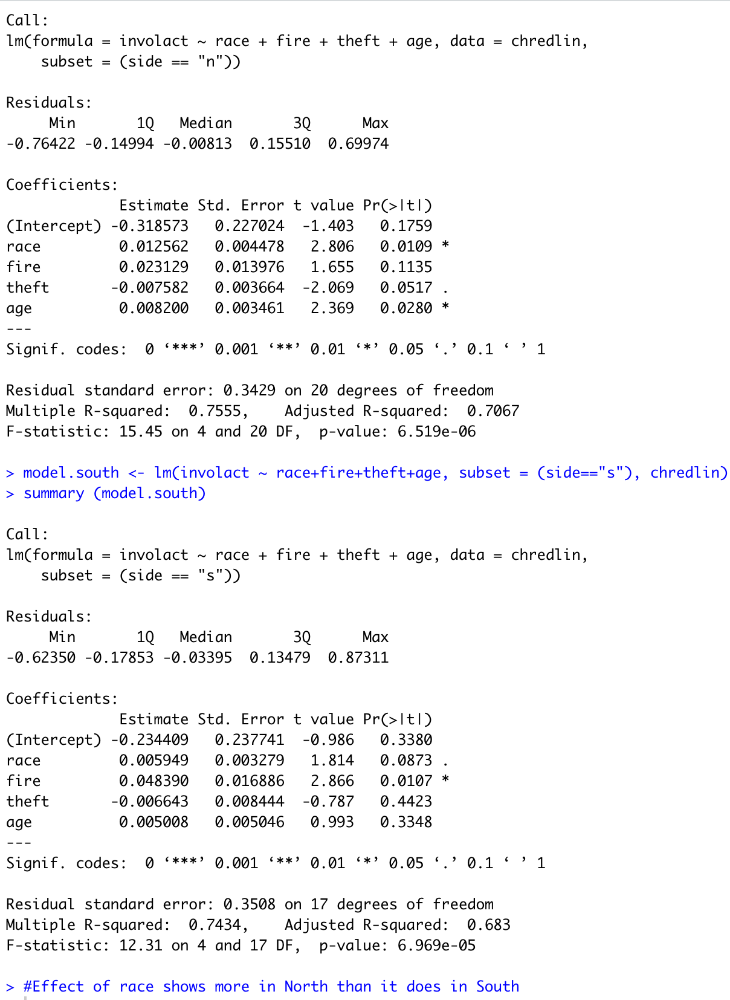 Call:
lm(formula = involact ~ race + fire + theft + age, data = chredlin,
    subset = (side == "n"))

Residuals:
     Min       1Q   Median       3Q      Max
-0.76422 -0.14994 -0.00813  0.15510  0.69974

Coefficients:
             Estimate Std. Error t value Pr(>|t|)
(Intercept) -0.318573   0.227024  -1.403   0.1759
race         0.012562   0.004478   2.806   0.0109 *
fire         0.023129   0.013976   1.655   0.1135
theft       -0.007582   0.003664  -2.069   0.0517 .
age          0.008200   0.003461   2.369   0.0280 *
---
Signif. codes:  0 ‘***’ 0.001 ‘**’ 0.01 ‘*’ 0.05 ‘.’ 0.1 ‘ ’ 1

Residual standard error: 0.3429 on 20 degrees of freedom
Multiple R-squared:  0.7555,    Adjusted R-squared:  0.7067
F-statistic: 15.45 on 4 and 20 DF,  p-value: 6.519e-06

> model.south <- lm(involact ~ race+fire+theft+age, subset = (side=="s"), chredlin)
> summary (model.south)

Call:
lm(formula = involact ~ race + fire + theft + age, data = chredlin,
    subset = (side == "s"))

Residuals:
     Min       1Q   Median       3Q      Max
-0.62350 -0.17853 -0.03395  0.13479  0.87311

Coefficients:
             Estimate Std. Error t value Pr(>|t|)
(Intercept) -0.234409   0.237741  -0.986   0.3380
race         0.005949   0.003279   1.814   0.0873 .
fire         0.048390   0.016886   2.866   0.0107 *
theft       -0.006643   0.008444  -0.787   0.4423
age          0.005008   0.005046   0.993   0.3348
---
Signif. codes:  0 ‘***’ 0.001 ‘**’ 0.01 ‘*’ 0.05 ‘.’ 0.1 ‘ ’ 1

Residual standard error: 0.3508 on 17 degrees of freedom
Multiple R-squared:  0.7434,    Adjusted R-squared:  0.683
F-statistic: 12.31 on 4 and 17 DF,  p-value: 6.969e-05

> #Effect of race shows more in North than it does in South